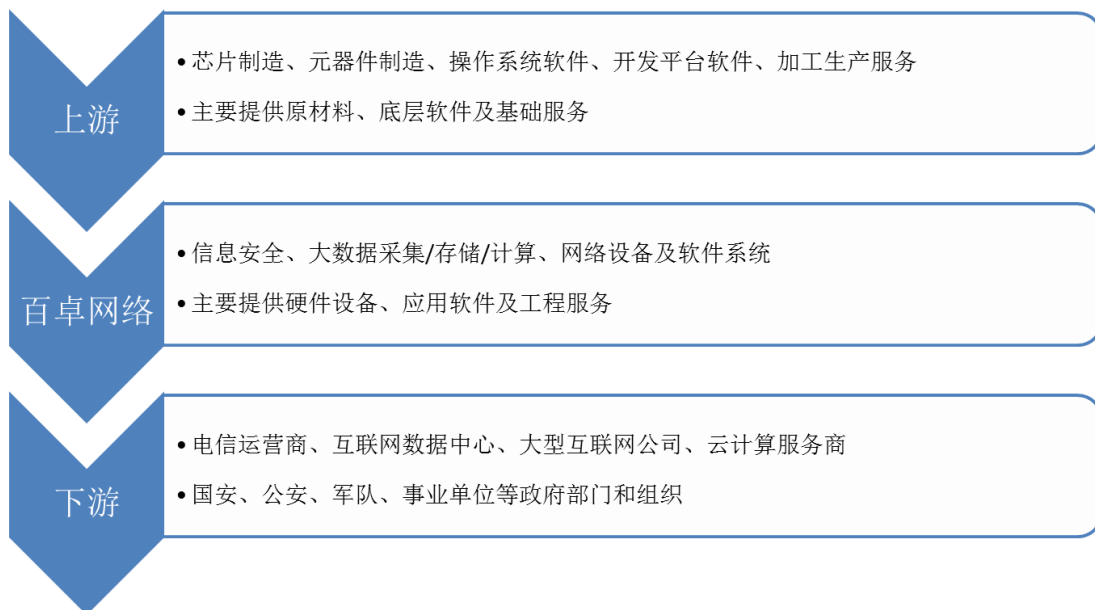 上游
•芯片制造、元器件制造、操作系统软件、开发平台软件、加工生产服务
•主要提供原材料、底层软件及基础服务
百卓网络
•信息安全、大数据采集/存储/计算、网络设备及软件系统
•主要提供硬件设备、应用软件及工程服务
下游
•电信运营商、互联网数据中心、大型互联网公司、云计算服务商
•国安、公安、军队、事业单位等政府部门和组织